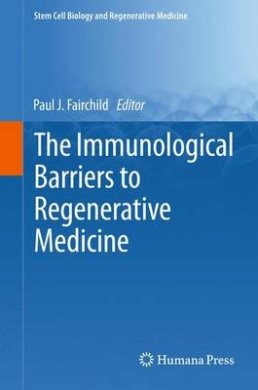 Stem Cell Biology and Regenerative Medicine
Paul J. Fairchild Editor
The Immunological
Barriers to
Regenerative
Medicine
Humana Press